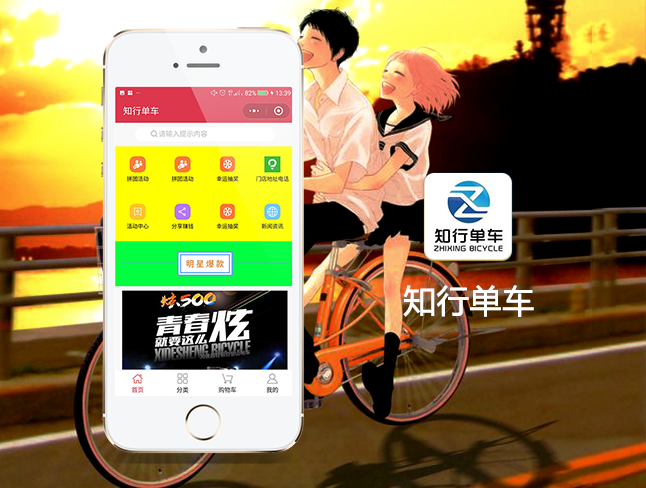 82% 13:39
知行单车
请输入提示内容
拼团活动 拼团活动 幸运抽奖 门店地址电话
活动中心 分享赚钱 幸运抽奖 新闻资讯
明星爆款
炫500
青春炫
就要这么
XIDESHENG BICYCLE
首页 分类 购物车 我的
知行单车
ZHIXING BICYCLE
知行单车